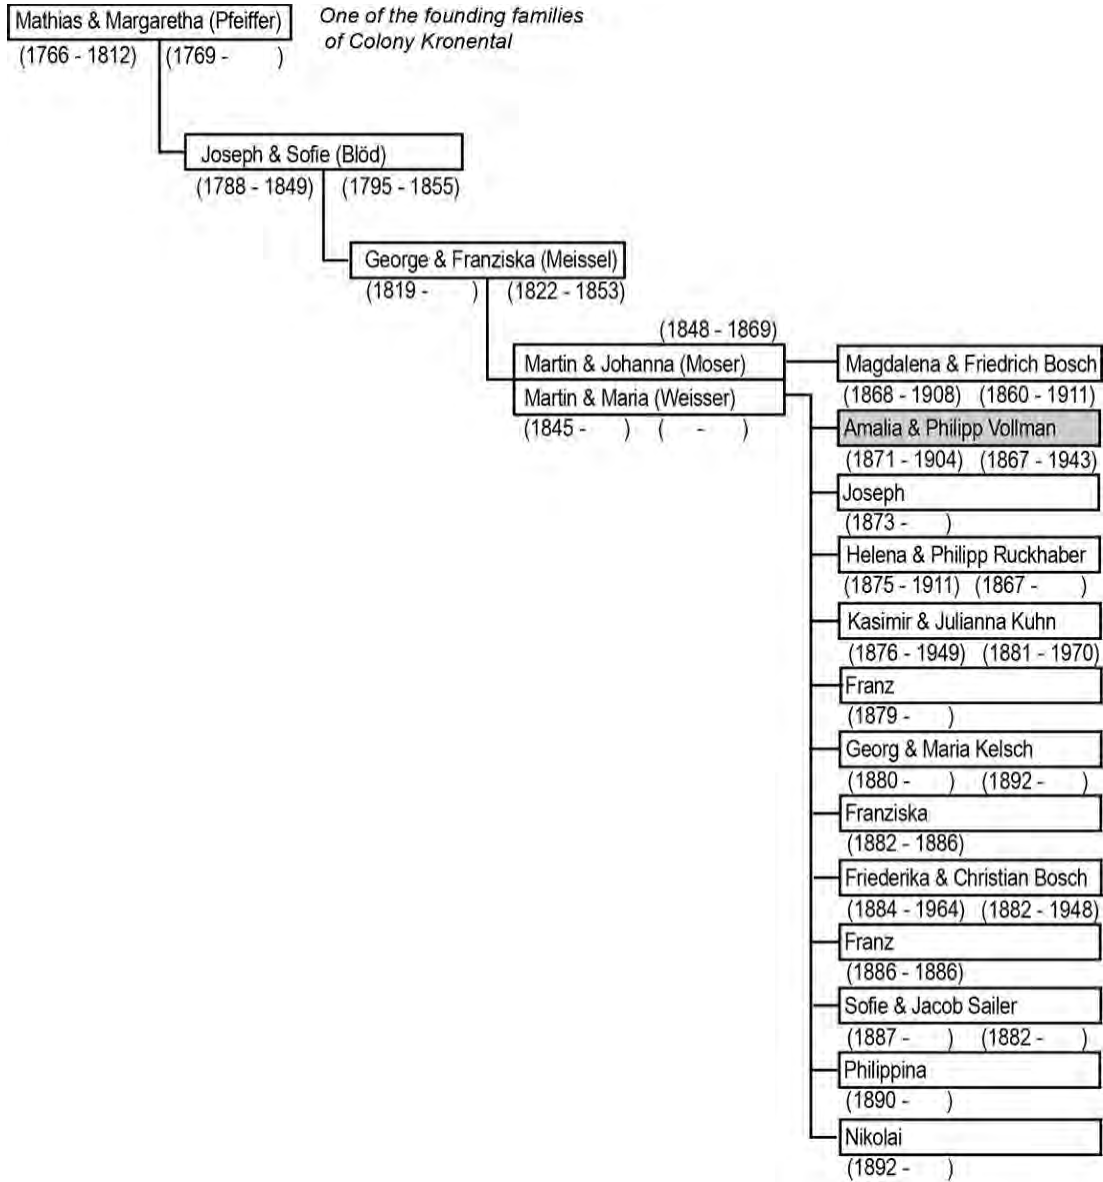 Mathias & Margaretha (Pfeiffer)
(1766 - 1812) (1769 - )
One of the founding families
of Colony Kronental
Joseph & Sofie (Blöd)
(1788 - 1849) (1795 - 1855)
George & Franziska (Meissel)
(1819 - ) (1822 - 1853)
(1848 - 1869)
Martin & Johanna (Moser)
Martin & Maria (Weisser)
(1845 - ) ( - )
Magdalena & Friedrich Bosch
(1868 - 1908) (1860 - 1911)
Amalia & Philipp Vollman
(1871 - 1904) (1867 - 1943)
Joseph
(1873 - )
Helena & Philipp Ruckhaber
(1875 - 1911) (1867 - )
Kasimir & Julianna Kuhn
(1876 - 1949) (1881 - 1970)
Franz
(1879 - )
Georg & Maria Kelsch
(1880 - ) (1892 - )
Franziska
(1882 - 1886)
Friederika & Christian Bosch
(1884 - 1964) (1882 - 1948)
Franz
(1886 - 1886)
Sofie & Jacob Sailer
(1887 - ) (1882 - )
Philippina
(1890 - )
Nikolai
(1892 - )